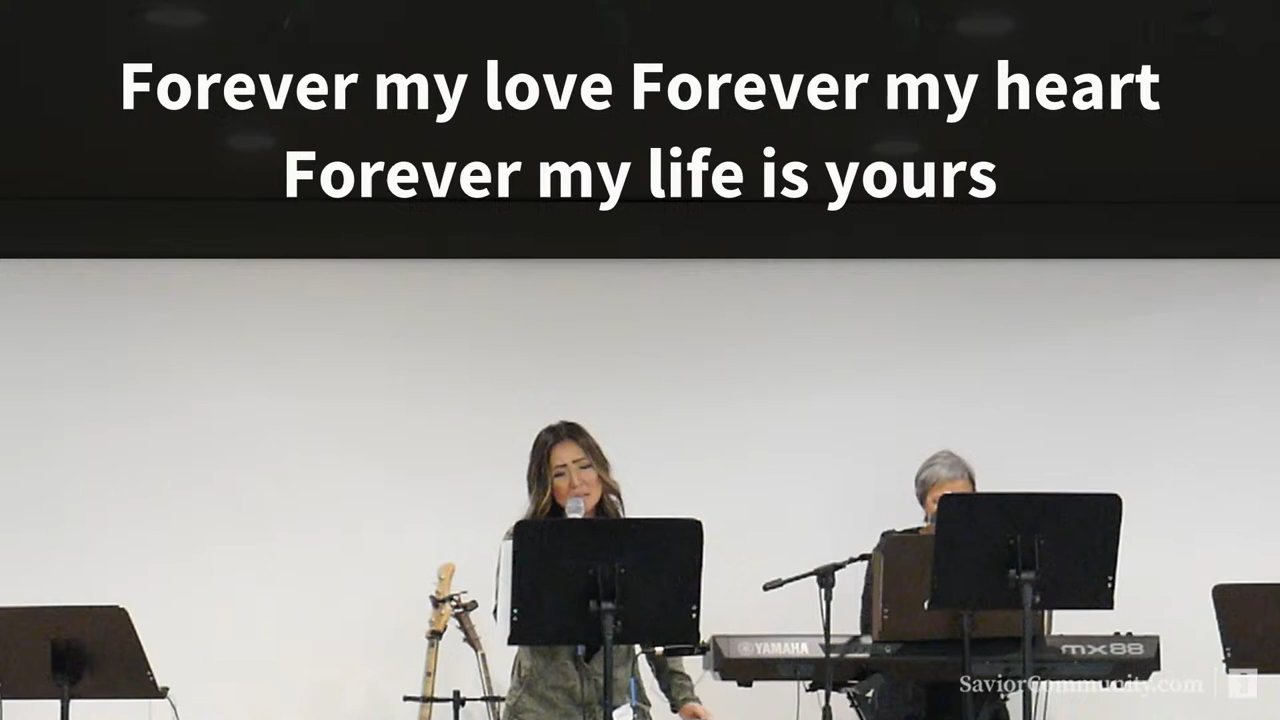 Forever my love Forever my heart
Forever my life is yours
YAMAHA
mx88
SaviorCommunity.com